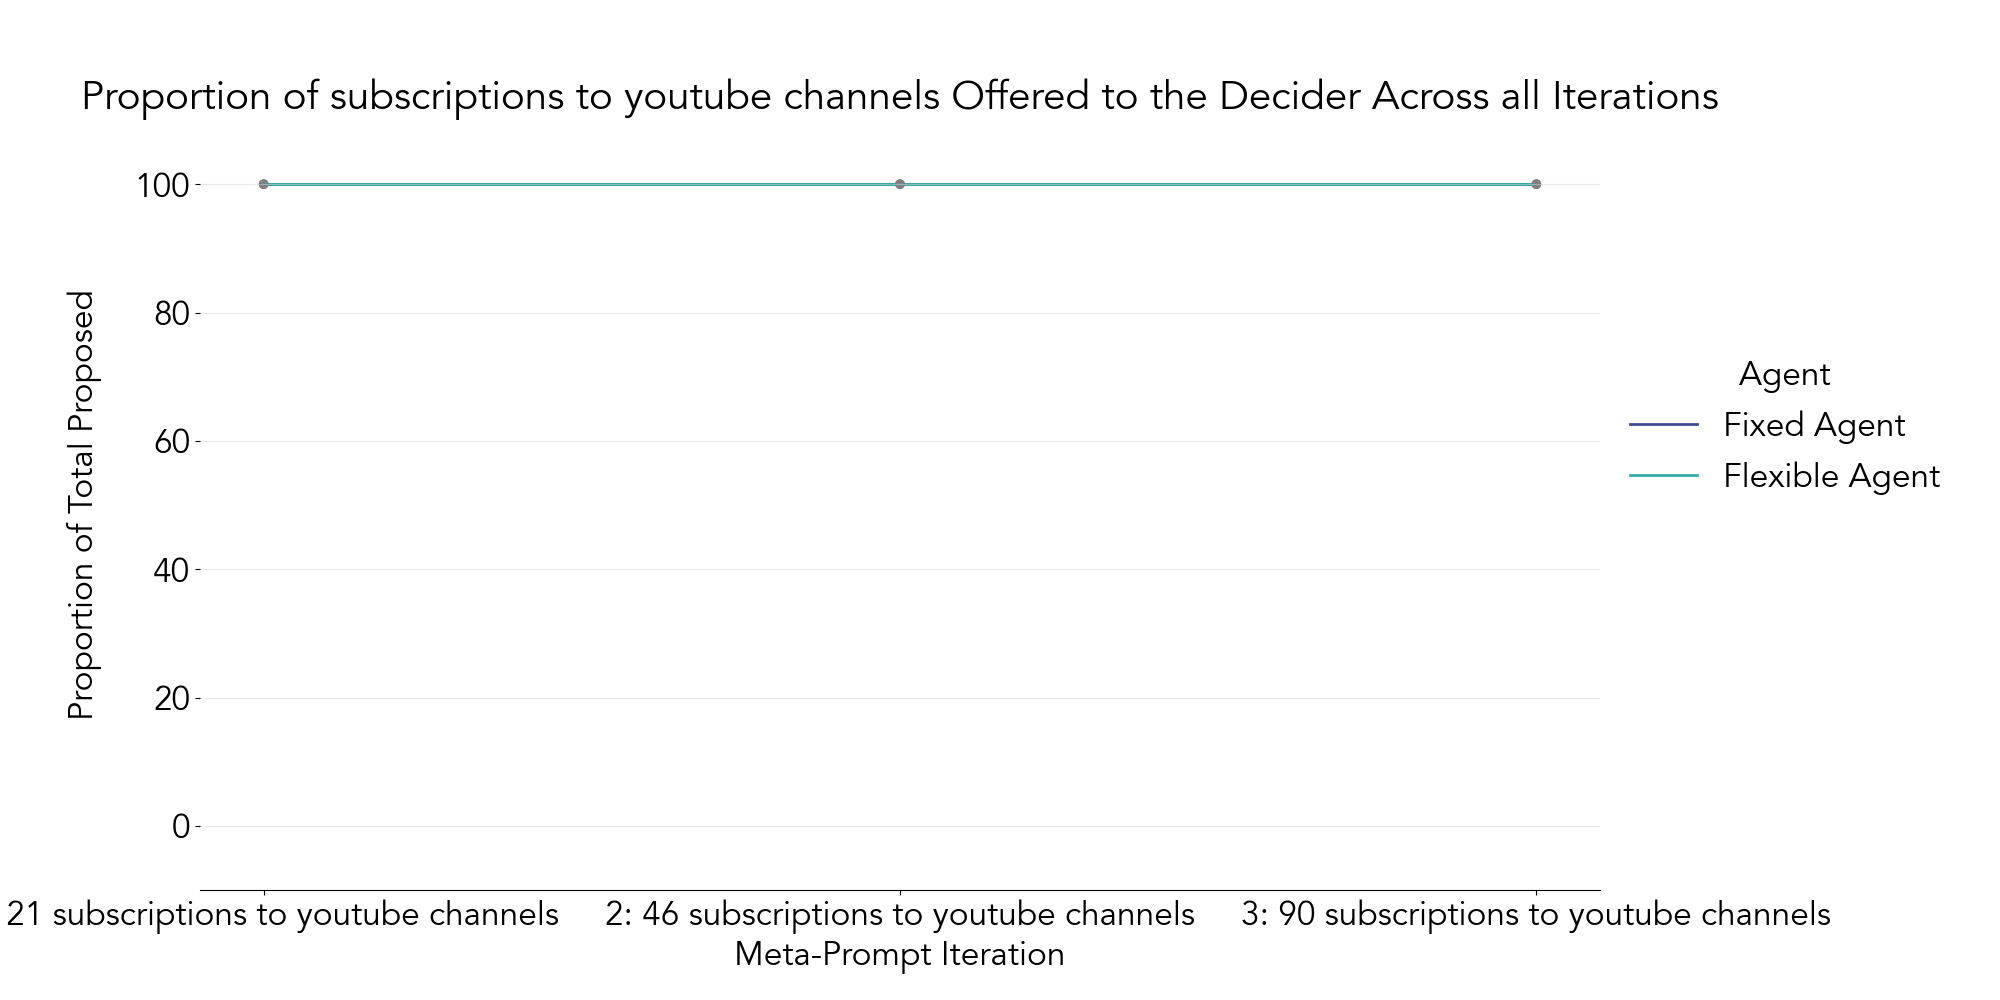 Proportion of subscriptions to youtube channels Offered to the Decider Across all Iterations
100
80
60
40
20
0
Proportion of Total Proposed
Agent
Fixed Agent
Flexible Agent
21 subscriptions to youtube channels
2: 46 subscriptions to youtube channels
3: 90 subscriptions to youtube channels
Meta-Prompt Iteration